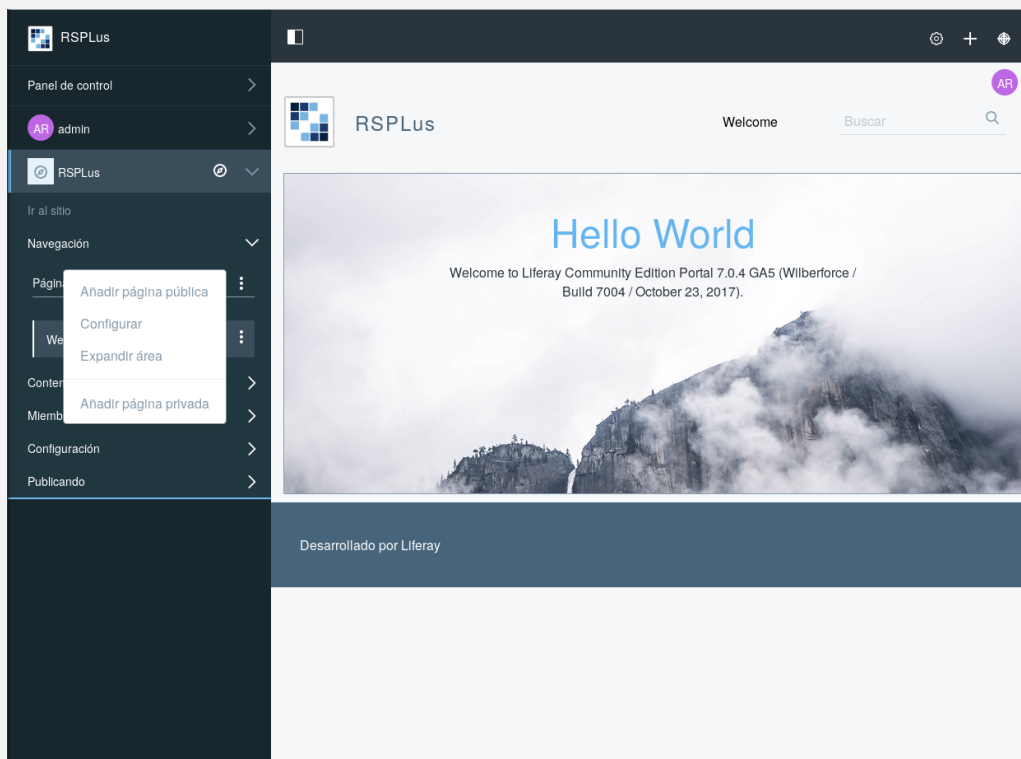 RSPLus
Panel de control
AR admin
RSPLus
Ir al sitio
Navegación
Añadir página pública
Configurar
Expandir área
Añadir página privada
Configuración
Publicando
AR
RSPLus
Welcome
Buscar
Hello World
Welcome to Liferay Community Edition Portal 7.0.4 GA5 (Wilberforce /
Build 7004 / October 23, 2017).
Desarrollado por Liferay